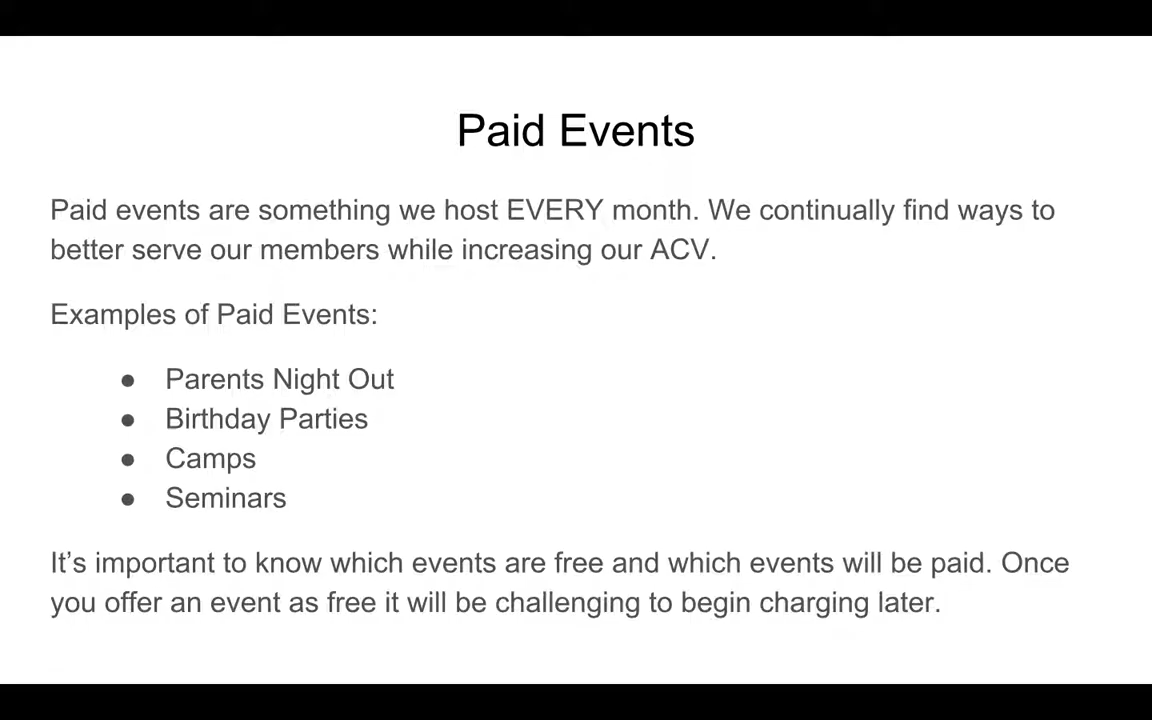 Paid Events
Paid events are something we host EVERY month. We continually find ways to
better serve our members while increasing our ACV.
Examples of Paid Events:
● Parents Night Out
● Birthday Parties
● Camps
● Seminars
It’s important to know which events are free and which events will be paid. Once
you offer an event as free it will be challenging to begin charging later.